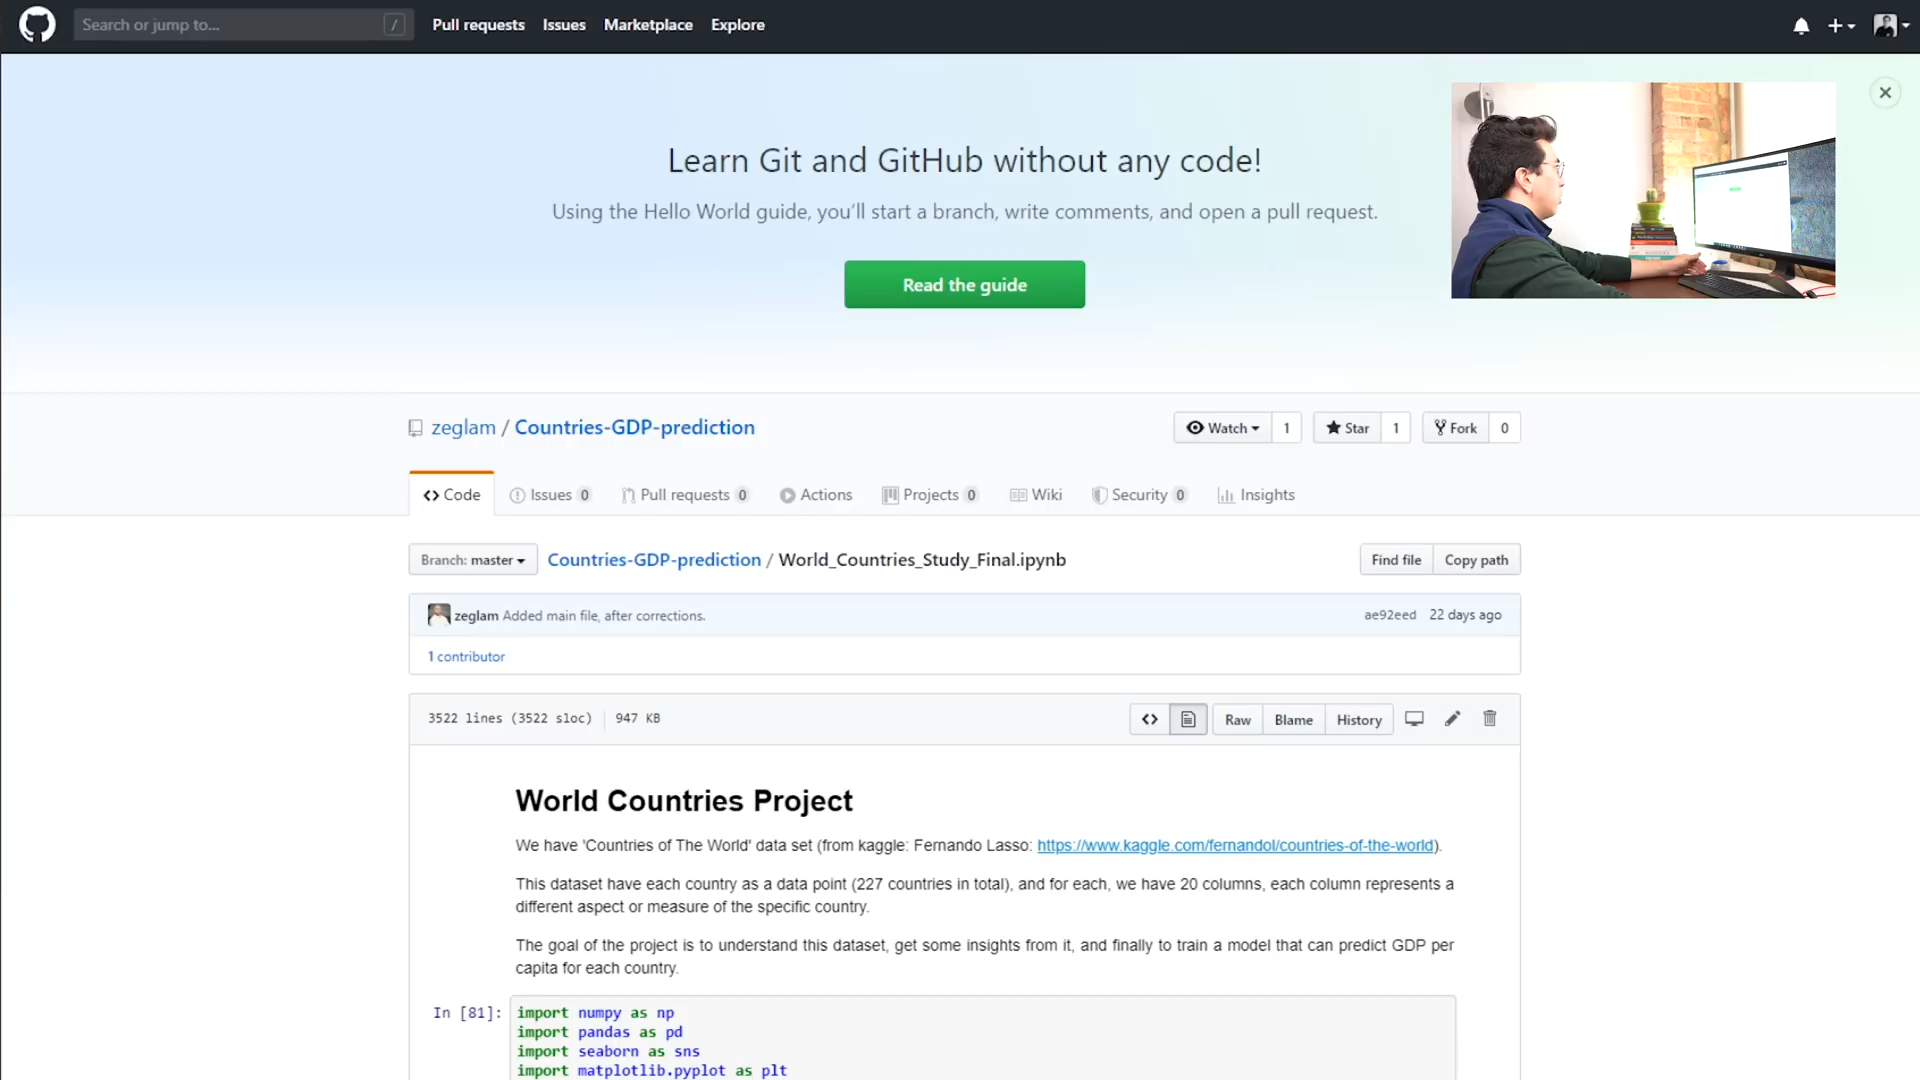 Search or jump to... /
Pull requests Issues Marketplace Explore
Learn Git and GitHub without any code!
Using the Hello World guide, you’ll start a branch, write comments, and open a pull request.
Read the guide
zeglam / Countries-GDP-prediction
Watch 1 Star 1 Fork 0
Code Issues 0 Pull requests 0 Actions Projects 0 Wiki Security 0 Insights
Branch: master Countries-GDP-prediction / World_Countries_Study_Final.ipynb Find file Copy path
zeglam Added main file, after corrections. ae92eed 22 days ago
1 contributor
3522 lines (3522 sloc) 947 KB Raw Blame History
World Countries Project
We have 'Countries of The World' data set (from kaggle: Fernando Lasso: https://www.kaggle.com/fernandol/countries-of-the-world).
This dataset have each country as a data point (227 countries in total), and for each, we have 20 columns, each column represents a
different aspect or measure of the specific country.
The goal of the project is to understand this dataset, get some insights from it, and finally to train a model that can predict GDP per
capita for each country.
In [81]: import numpy as np
import pandas as pd
import seaborn as sns
import matplotlib.pyplot as plt